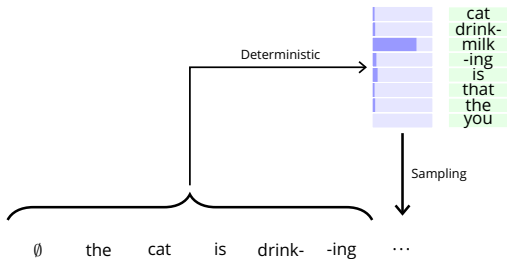 cat
drink-
milk
-ing
is
that
the
you
Deterministic
Sampling
∅ the cat is drink- -ing ⋯